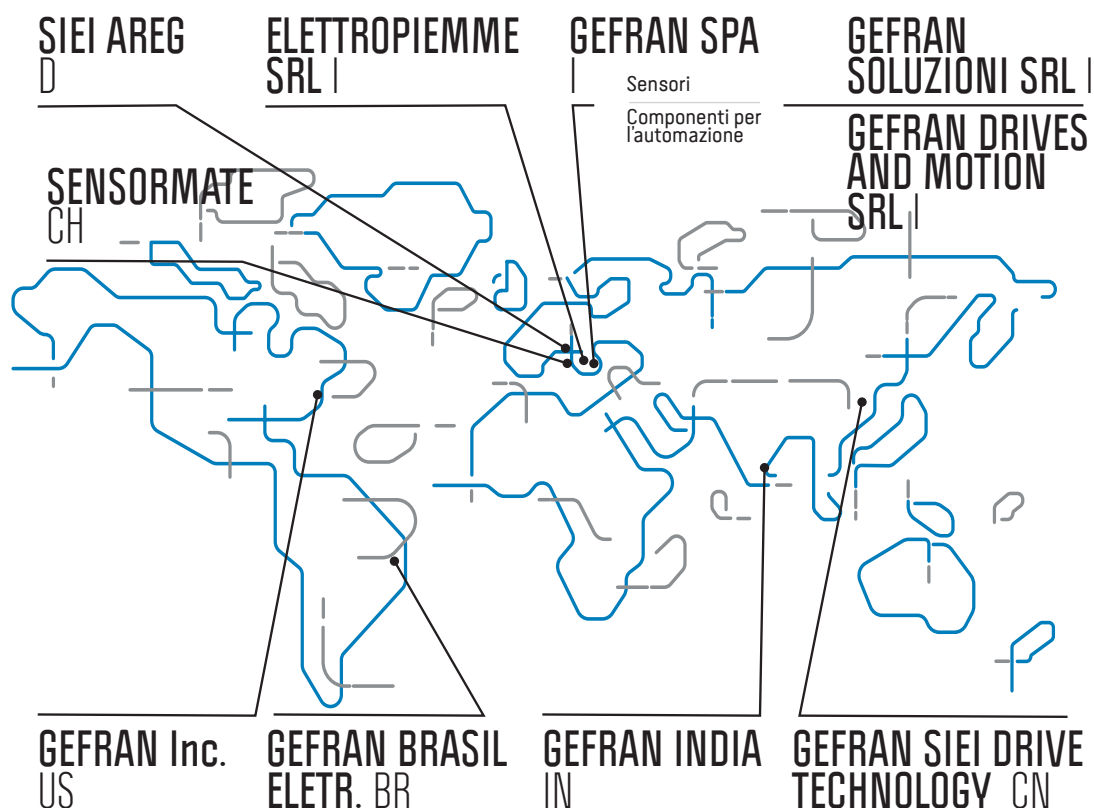 SIEI AREG
D
ELETTROPIEMME
SRL I
GEFRAN SPA
I
Sensori
Componenti per
l'automazione
GEFRAN
SOLUZIONI SRL I
GEFRAN DRIVES
AND MOTION
SRL I
SENSORMATE
CH
GEFRAN Inc.
US
GEFRAN BRASIL
ELETR. BR
GEFRAN INDIA
IN
GEFRAN SIEI DRIVE
TECHNOLOGY CN